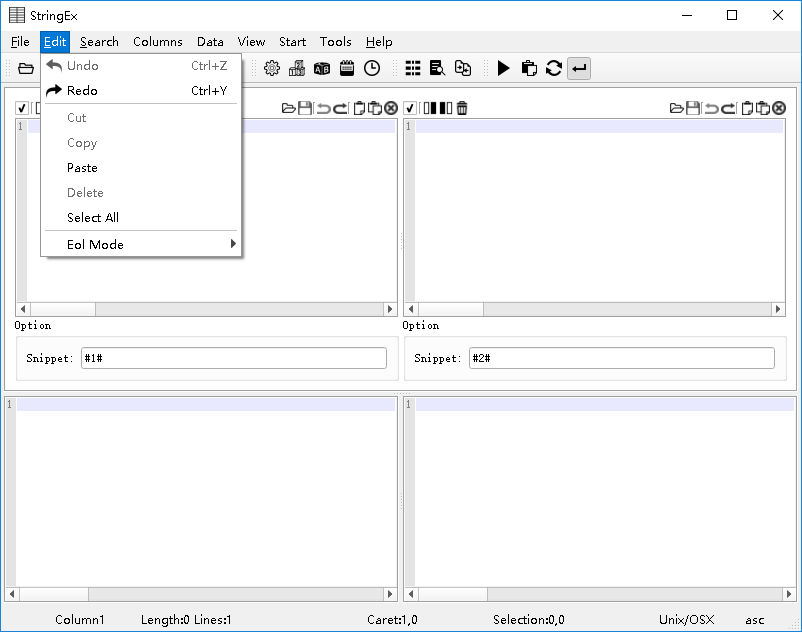 StringEx
File Edit Search Columns Data View Start Tools Help
Undo Ctrl+Z
Redo Ctrl+Y
Cut
Copy
Paste
Delete
Select All
Eol Mode
1 1
Option Option
Snippet: #1# Snippet: #2#
1 1
Column1 Length:0 Lines:1 Caret:1,0 Selection:0,0 Unix/OSX asc